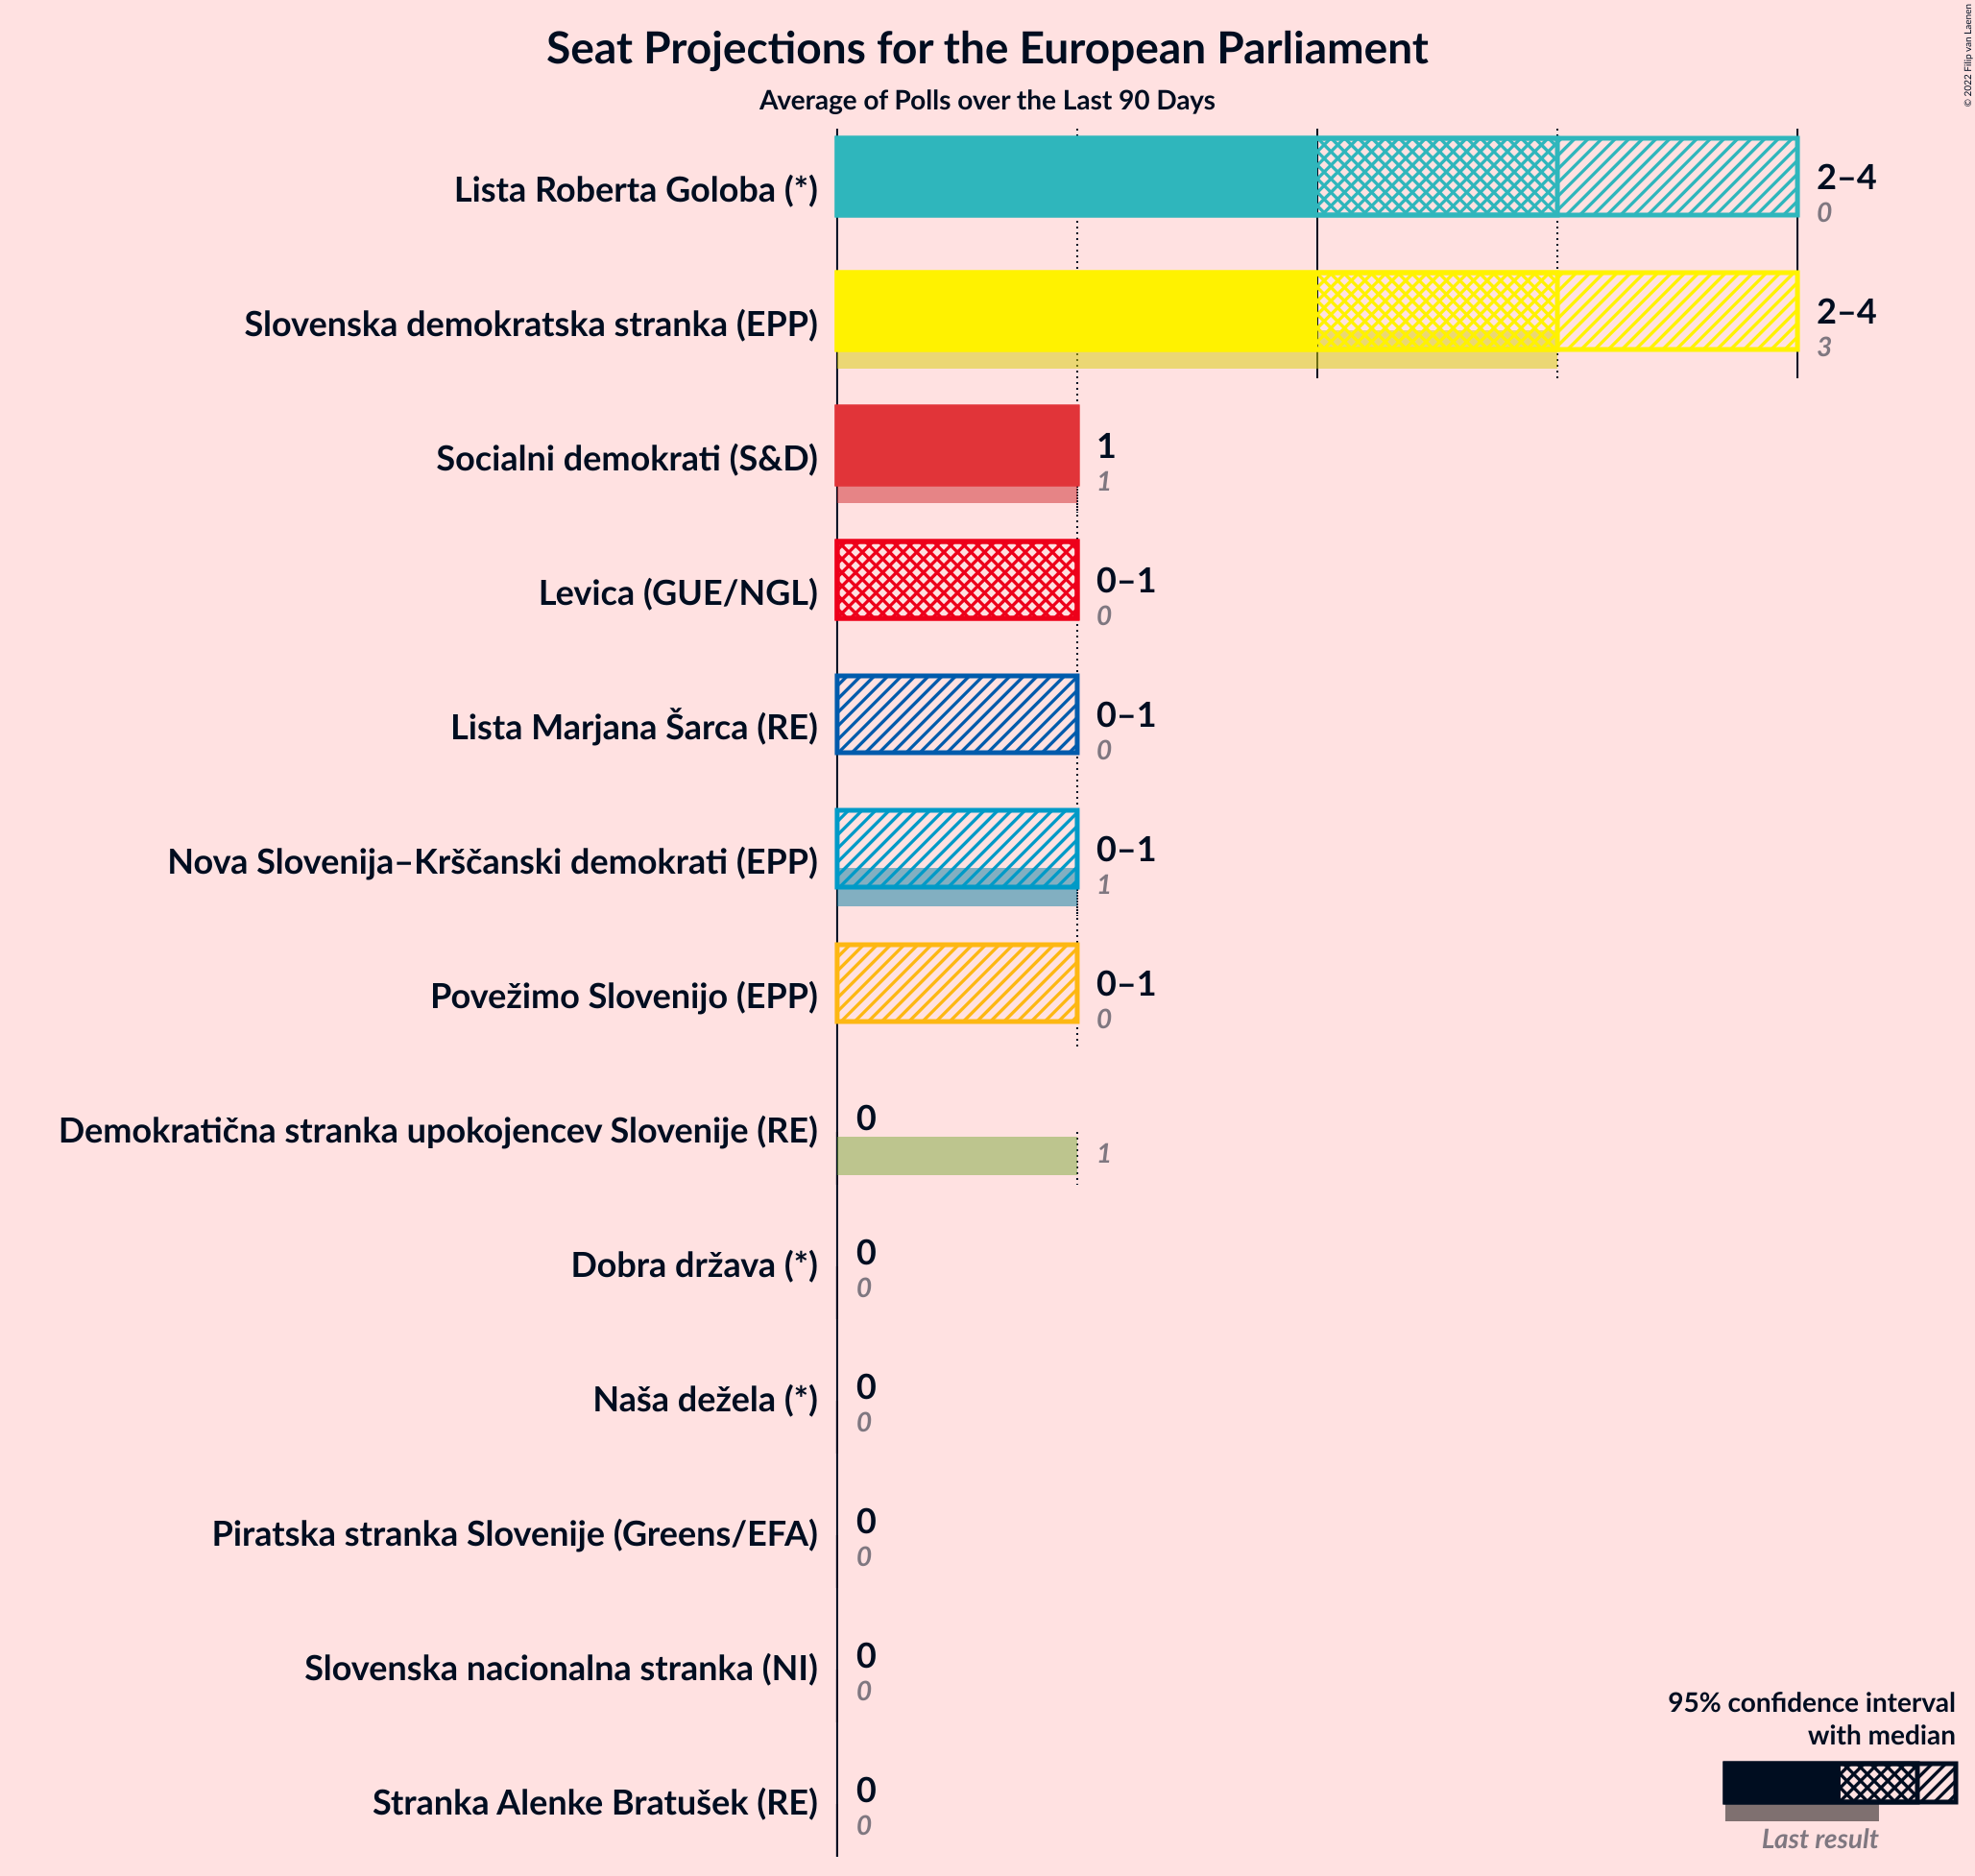 Seat Projections for the European Parliament
Average of Polls over the Last 90 Days
© 2022 Filip van Laenen
Lista Roberta Goloba (*)
2–4
0
Slovenska demokratska stranka (EPP)
2–4
3
Socialni demokrati (S&D)
1
1
Levica (GUE/NGL)
0–1
0
Lista Marjana Šarca (RE)
0–1
0
Nova Slovenija–Krščanski demokrati (EPP)
0–1
1
Povežimo Slovenijo (EPP)
0–1
0
Demokratična stranka upokojencev Slovenije (RE)
0
1
Dobra država (*)
0
0
Naša dežela (*)
0
0
Piratska stranka Slovenije (Greens/EFA)
0
0
Slovenska nacionalna stranka (NI)
0
0
Stranka Alenke Bratušek (RE)
0
0
95% confidence interval
with median
Last result